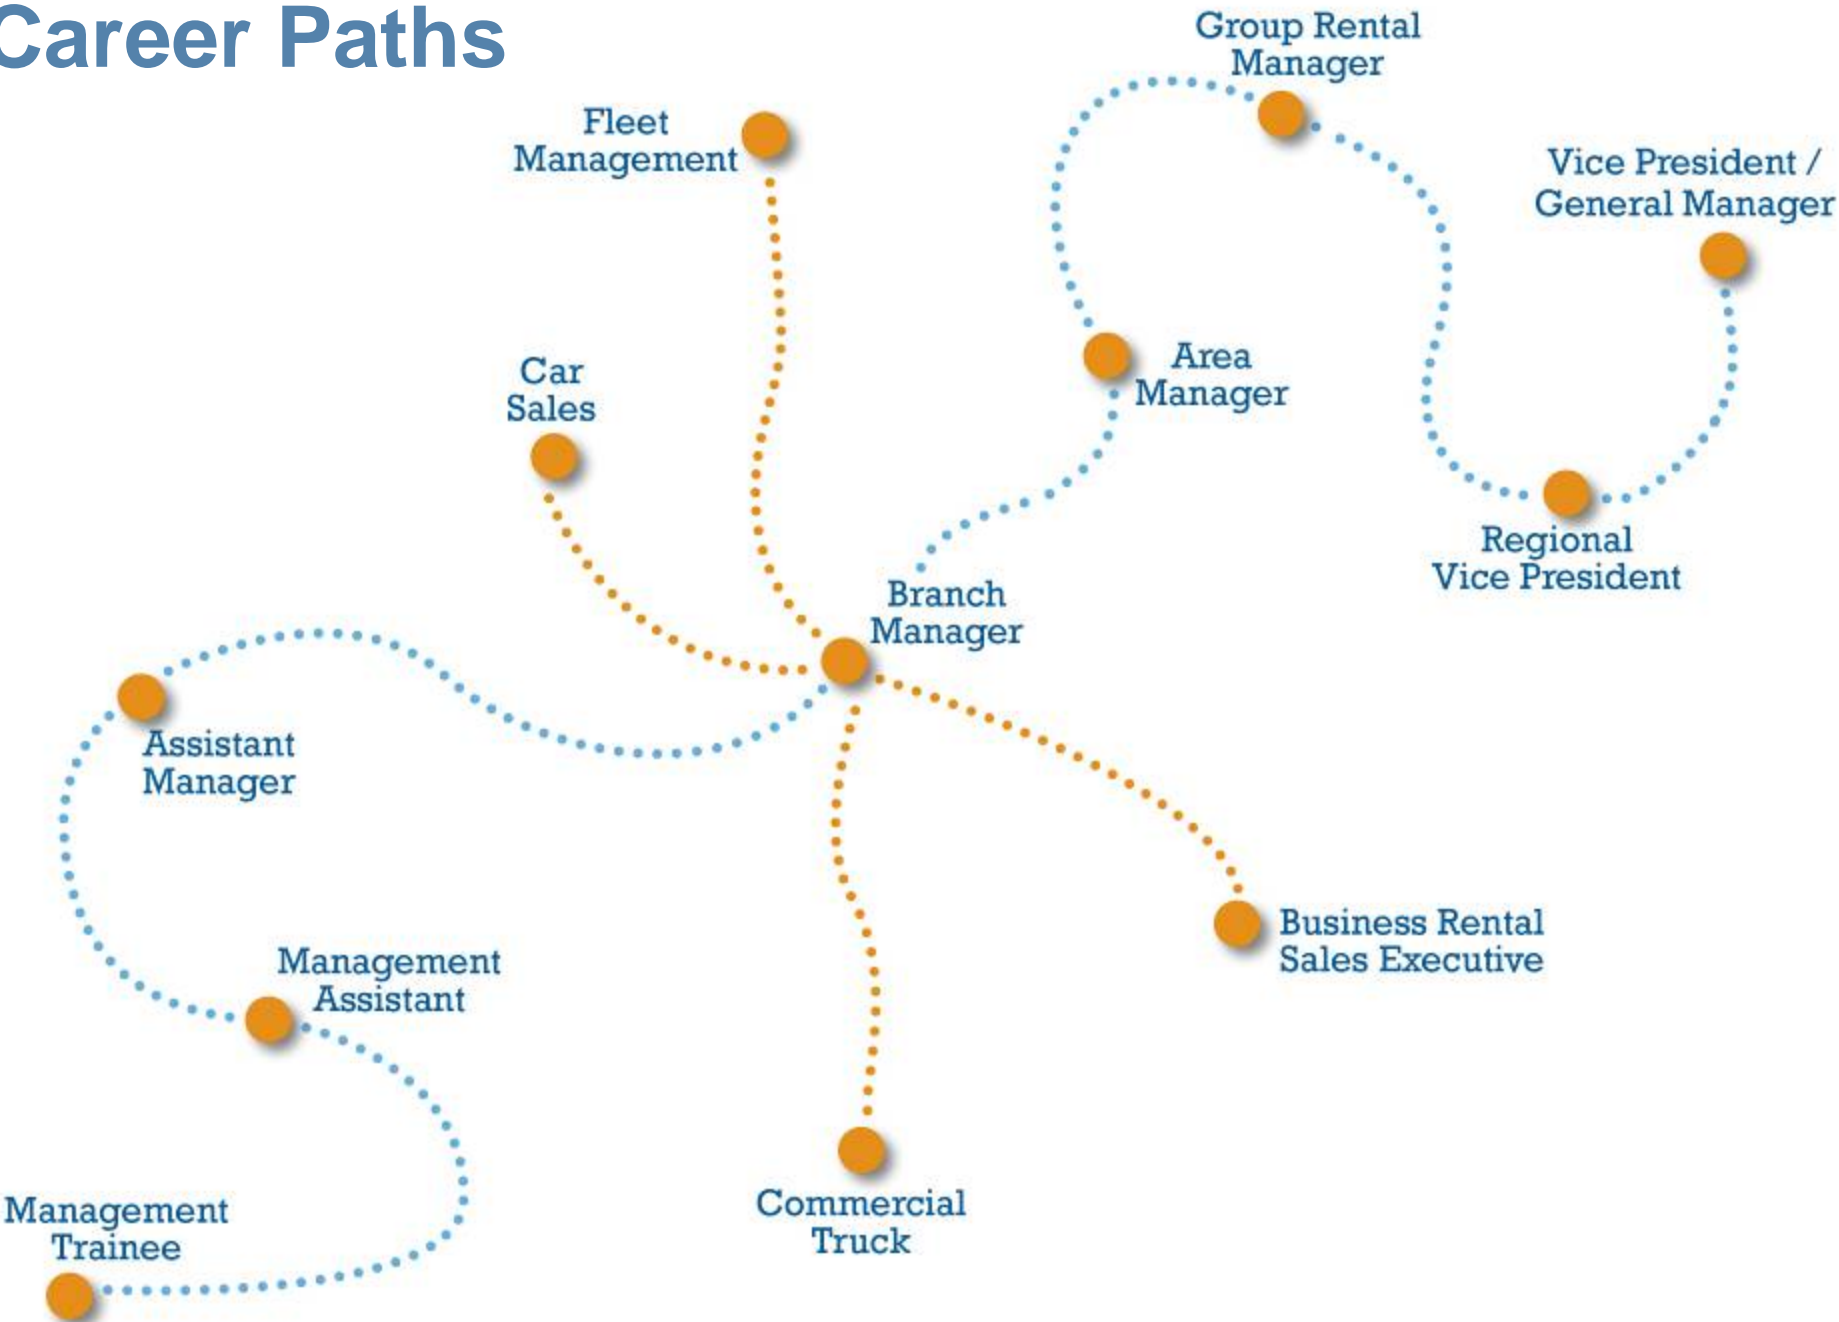 Career Paths
Group Rental
Manager
Fleet
Management
Vice President /
General Manager
Car
Sales
Area
Manager
Regional
Vice President
Branch
Manager
Assistant
Manager
Business Rental
Sales Executive
Management
Assistant
Commercial
Truck
Management
Trainee